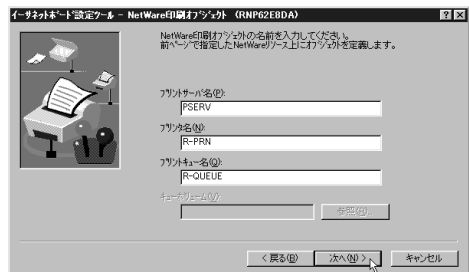 イーサネットボード設定ツール - NetWare印刷オブジェクト (RNP62E8DA)
NetWare印刷オブジェクトの名前を入力してください。
前ページで指定したNetWareリソース上にオブジェクトを定義します。
プリントサーバ名(P):
PSERV
プリンタ名(N):
R-PRN
プリントキュー名(Q):
R-QUEUE
キューボリューム(V):
参照(R)...
< 戻る(B)
次へ(N) >
キャンセル